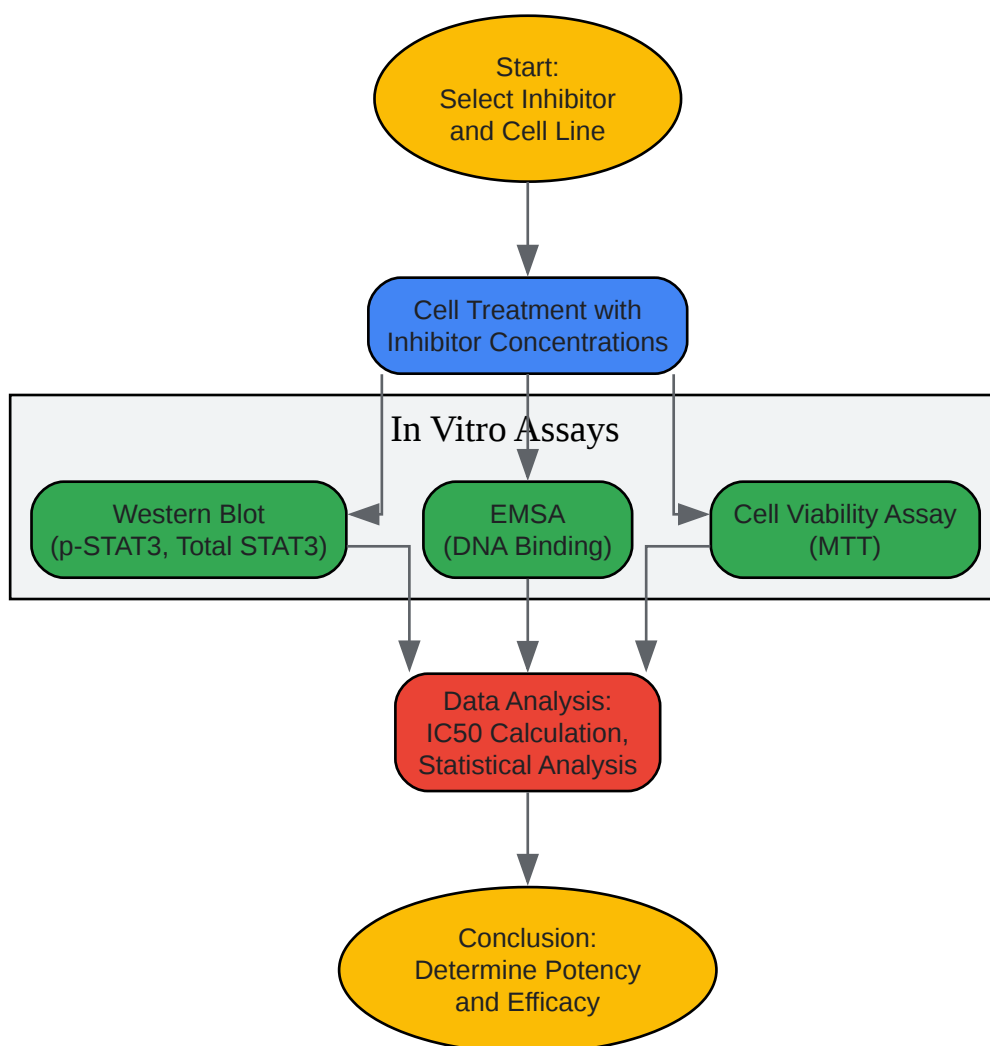 Start:
Select Inhibitor
and Cell Line
Cell Treatment with
Inhibitor Concentrations
In Vitro Assays
Western Blot
(p-STAT3, Total STAT3)
EMSA
(DNA Binding)
Cell Viability Assay
(MTT)
Data Analysis:
IC50 Calculation,
Statistical Analysis
Conclusion:
Determine Potency
and Efficacy